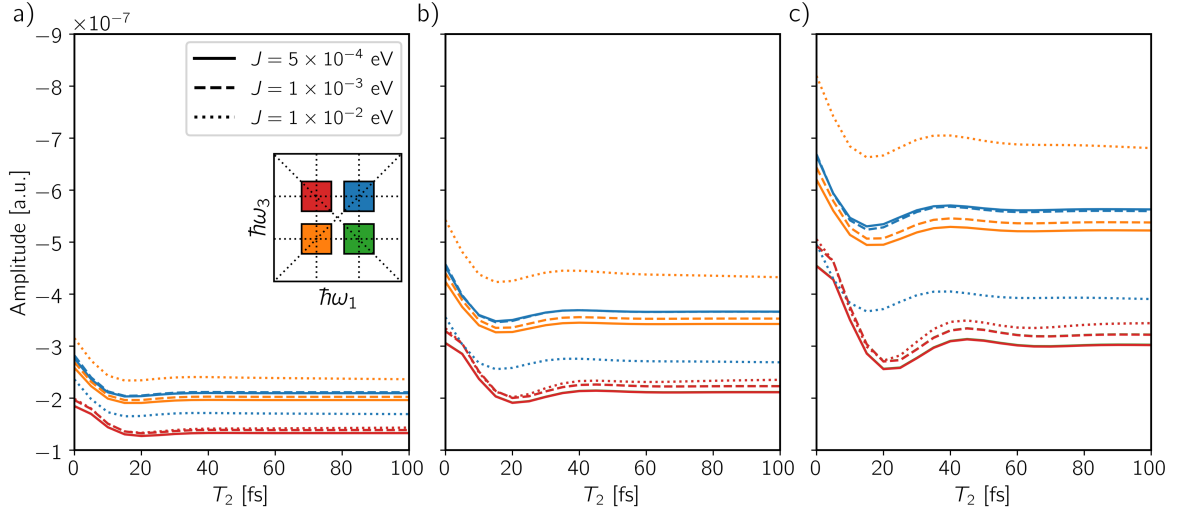 a)
×10⁻⁷
b)
c)
−9
−8
−7
−6
−5
−4
−3
−2
−1
Amplitude [a.u.]
J = 5 × 10⁻⁴ eV
J = 1 × 10⁻³ eV
J = 1 × 10⁻² eV
ℏω₃
ℏω₁
0 20 40 60 80 100
T₂ [fs]
0 20 40 60 80 100
T₂ [fs]
0 20 40 60 80 100
T₂ [fs]